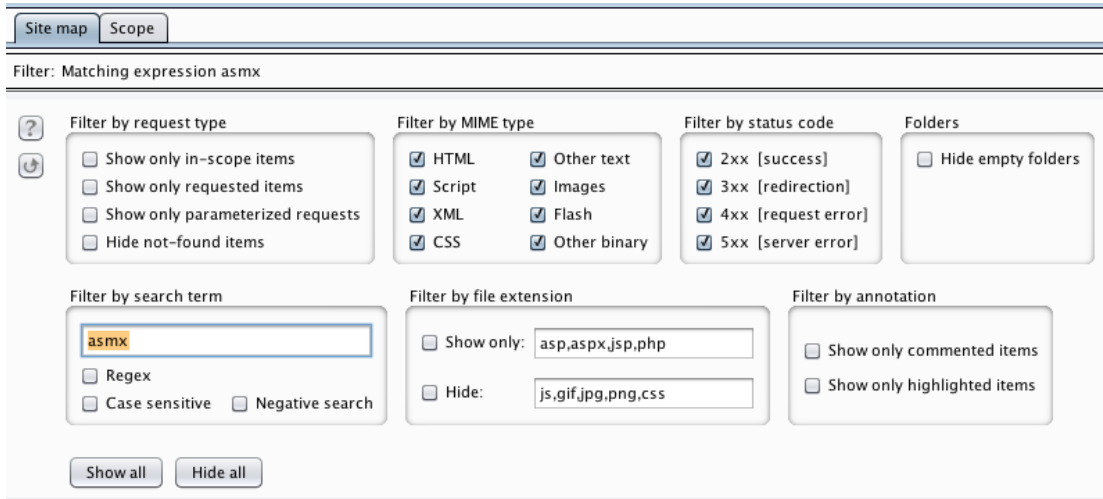 Site map Scope
Filter: Matching expression asmx
?
Filter by request type
Show only in-scope items
Show only requested items
Show only parameterized requests
Hide not-found items
Filter by MIME type
HTML Other text
Script Images
XML Flash
CSS Other binary
Filter by status code
2xx [success]
3xx [redirection]
4xx [request error]
5xx [server error]
Folders
Hide empty folders
Filter by search term
asmx
Regex
Case sensitive Negative search
Filter by file extension
Show only: asp,aspx,jsp,php
Hide: js,gif,jpg,png,css
Filter by annotation
Show only commented items
Show only highlighted items
Show all Hide all